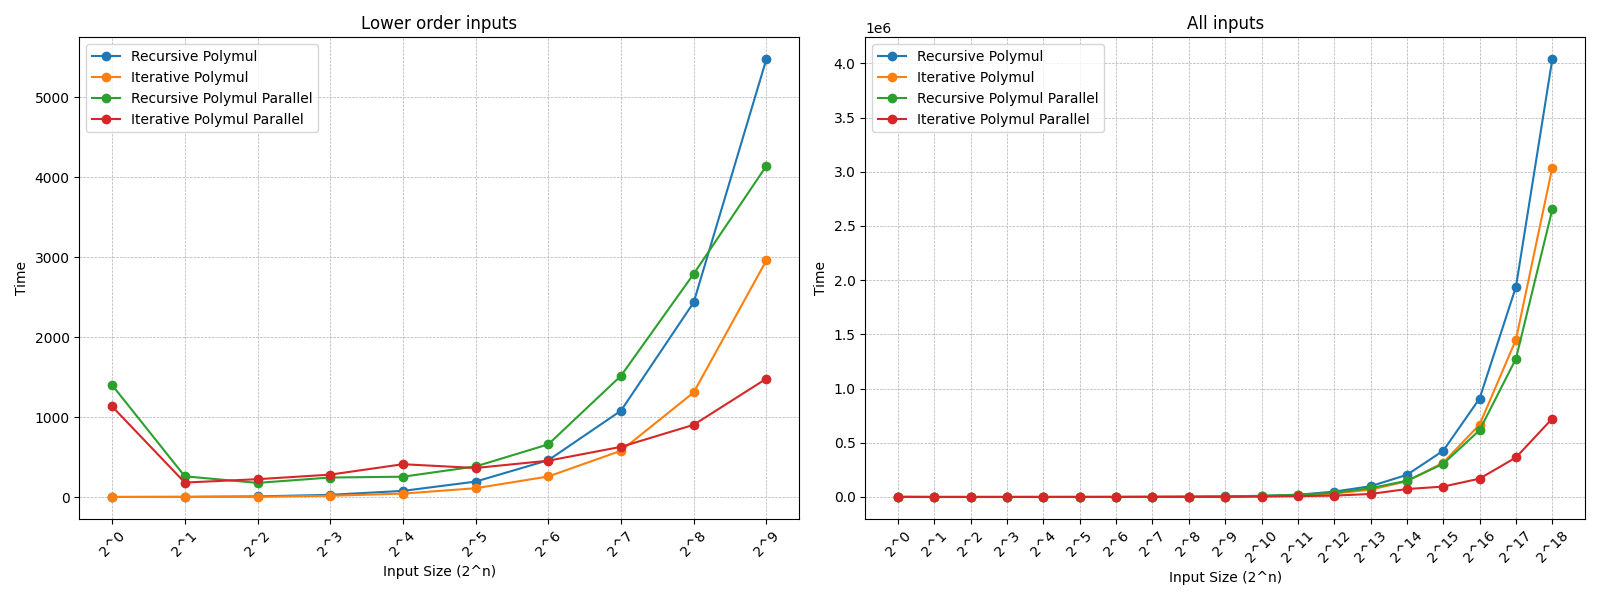 Lower order inputs
Recursive Polymul
Iterative Polymul
Recursive Polymul Parallel
Iterative Polymul Parallel
Time
5000
4000
3000
2000
1000
0
2^0 2^1 2^2 2^3 2^4 2^5 2^6 2^7 2^8 2^9
Input Size (2^n)
All inputs
1e6
Recursive Polymul
Iterative Polymul
Recursive Polymul Parallel
Iterative Polymul Parallel
Time
4.0
3.5
3.0
2.5
2.0
1.5
1.0
0.5
0.0
2^0 2^1 2^2 2^3 2^4 2^5 2^6 2^7 2^8 2^9 2^10 2^11 2^12 2^13 2^14 2^15 2^16 2^17 2^18
Input Size (2^n)